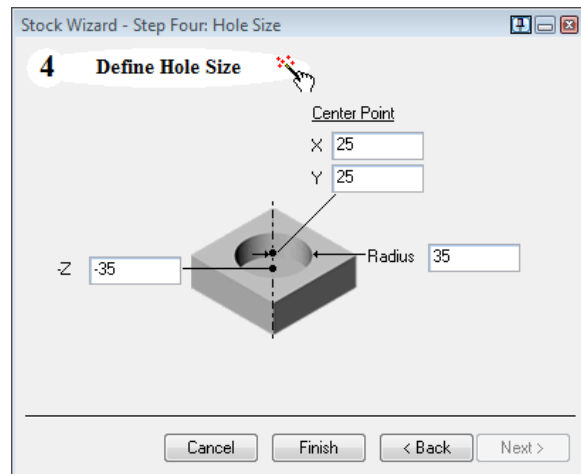 Stock Wizard - Step Four: Hole Size
4 Define Hole Size
Center Point
X 25
Y 25
-Z -35
Radius 35
Cancel Finish < Back Next >